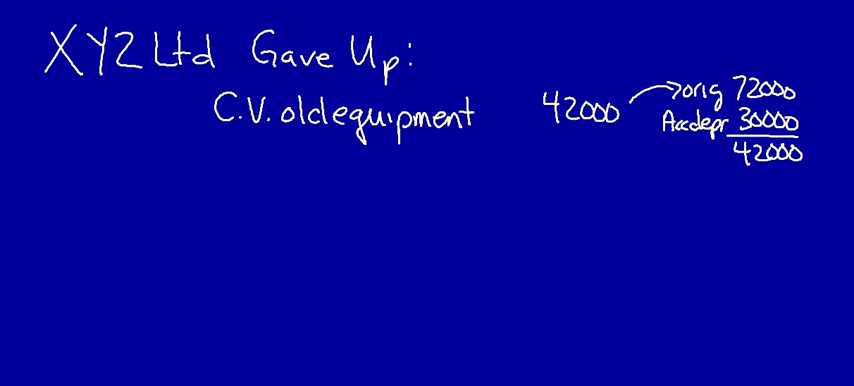 XYZ Ltd Gave Up:
C.V. old equipment 42000 → orig 72000
Accdepr 30000
42000